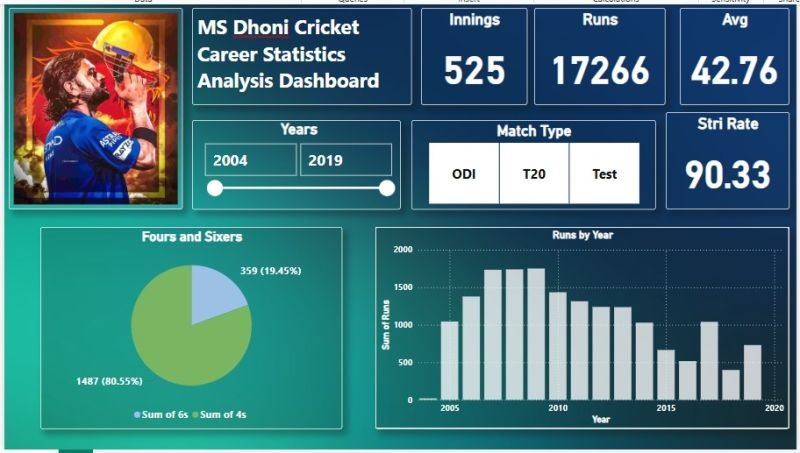 MS Dhoni Cricket
Career Statistics
Analysis Dashboard
Innings
525
Runs
17266
Avg
42.76
Years
2004
2019
Match Type
ODI
T20
Test
Stri Rate
90.33
Fours and Sixers
359 (19.45%)
1487 (80.55%)
Sum of 6s
Sum of 4s
Runs by Year
Sum of Runs
2000
1500
1000
500
0
2005
2010
2015
2020
Year